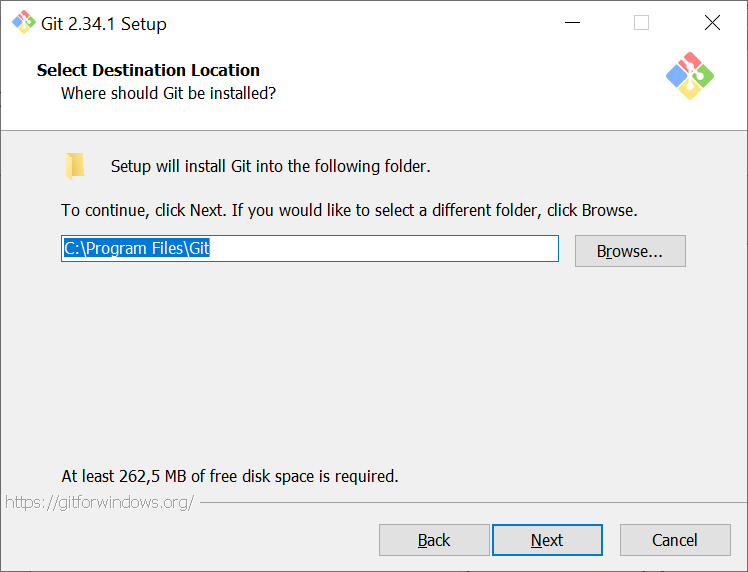 Git 2.34.1 Setup
Select Destination Location
Where should Git be installed?
Setup will install Git into the following folder.
To continue, click Next. If you would like to select a different folder, click Browse.
C:\Program Files\Git
Browse...
At least 262,5 MB of free disk space is required.
https://gitforwindows.org/
Back
Next
Cancel